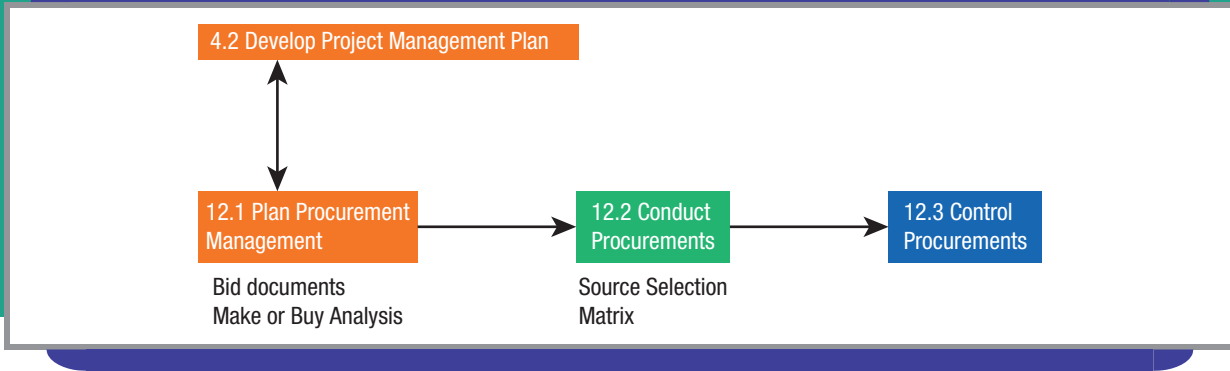 4.2 Develop Project Management Plan
12.1 Plan Procurement
Management
12.2 Conduct
Procurements
12.3 Control
Procurements
Bid documents
Make or Buy Analysis
Source Selection
Matrix